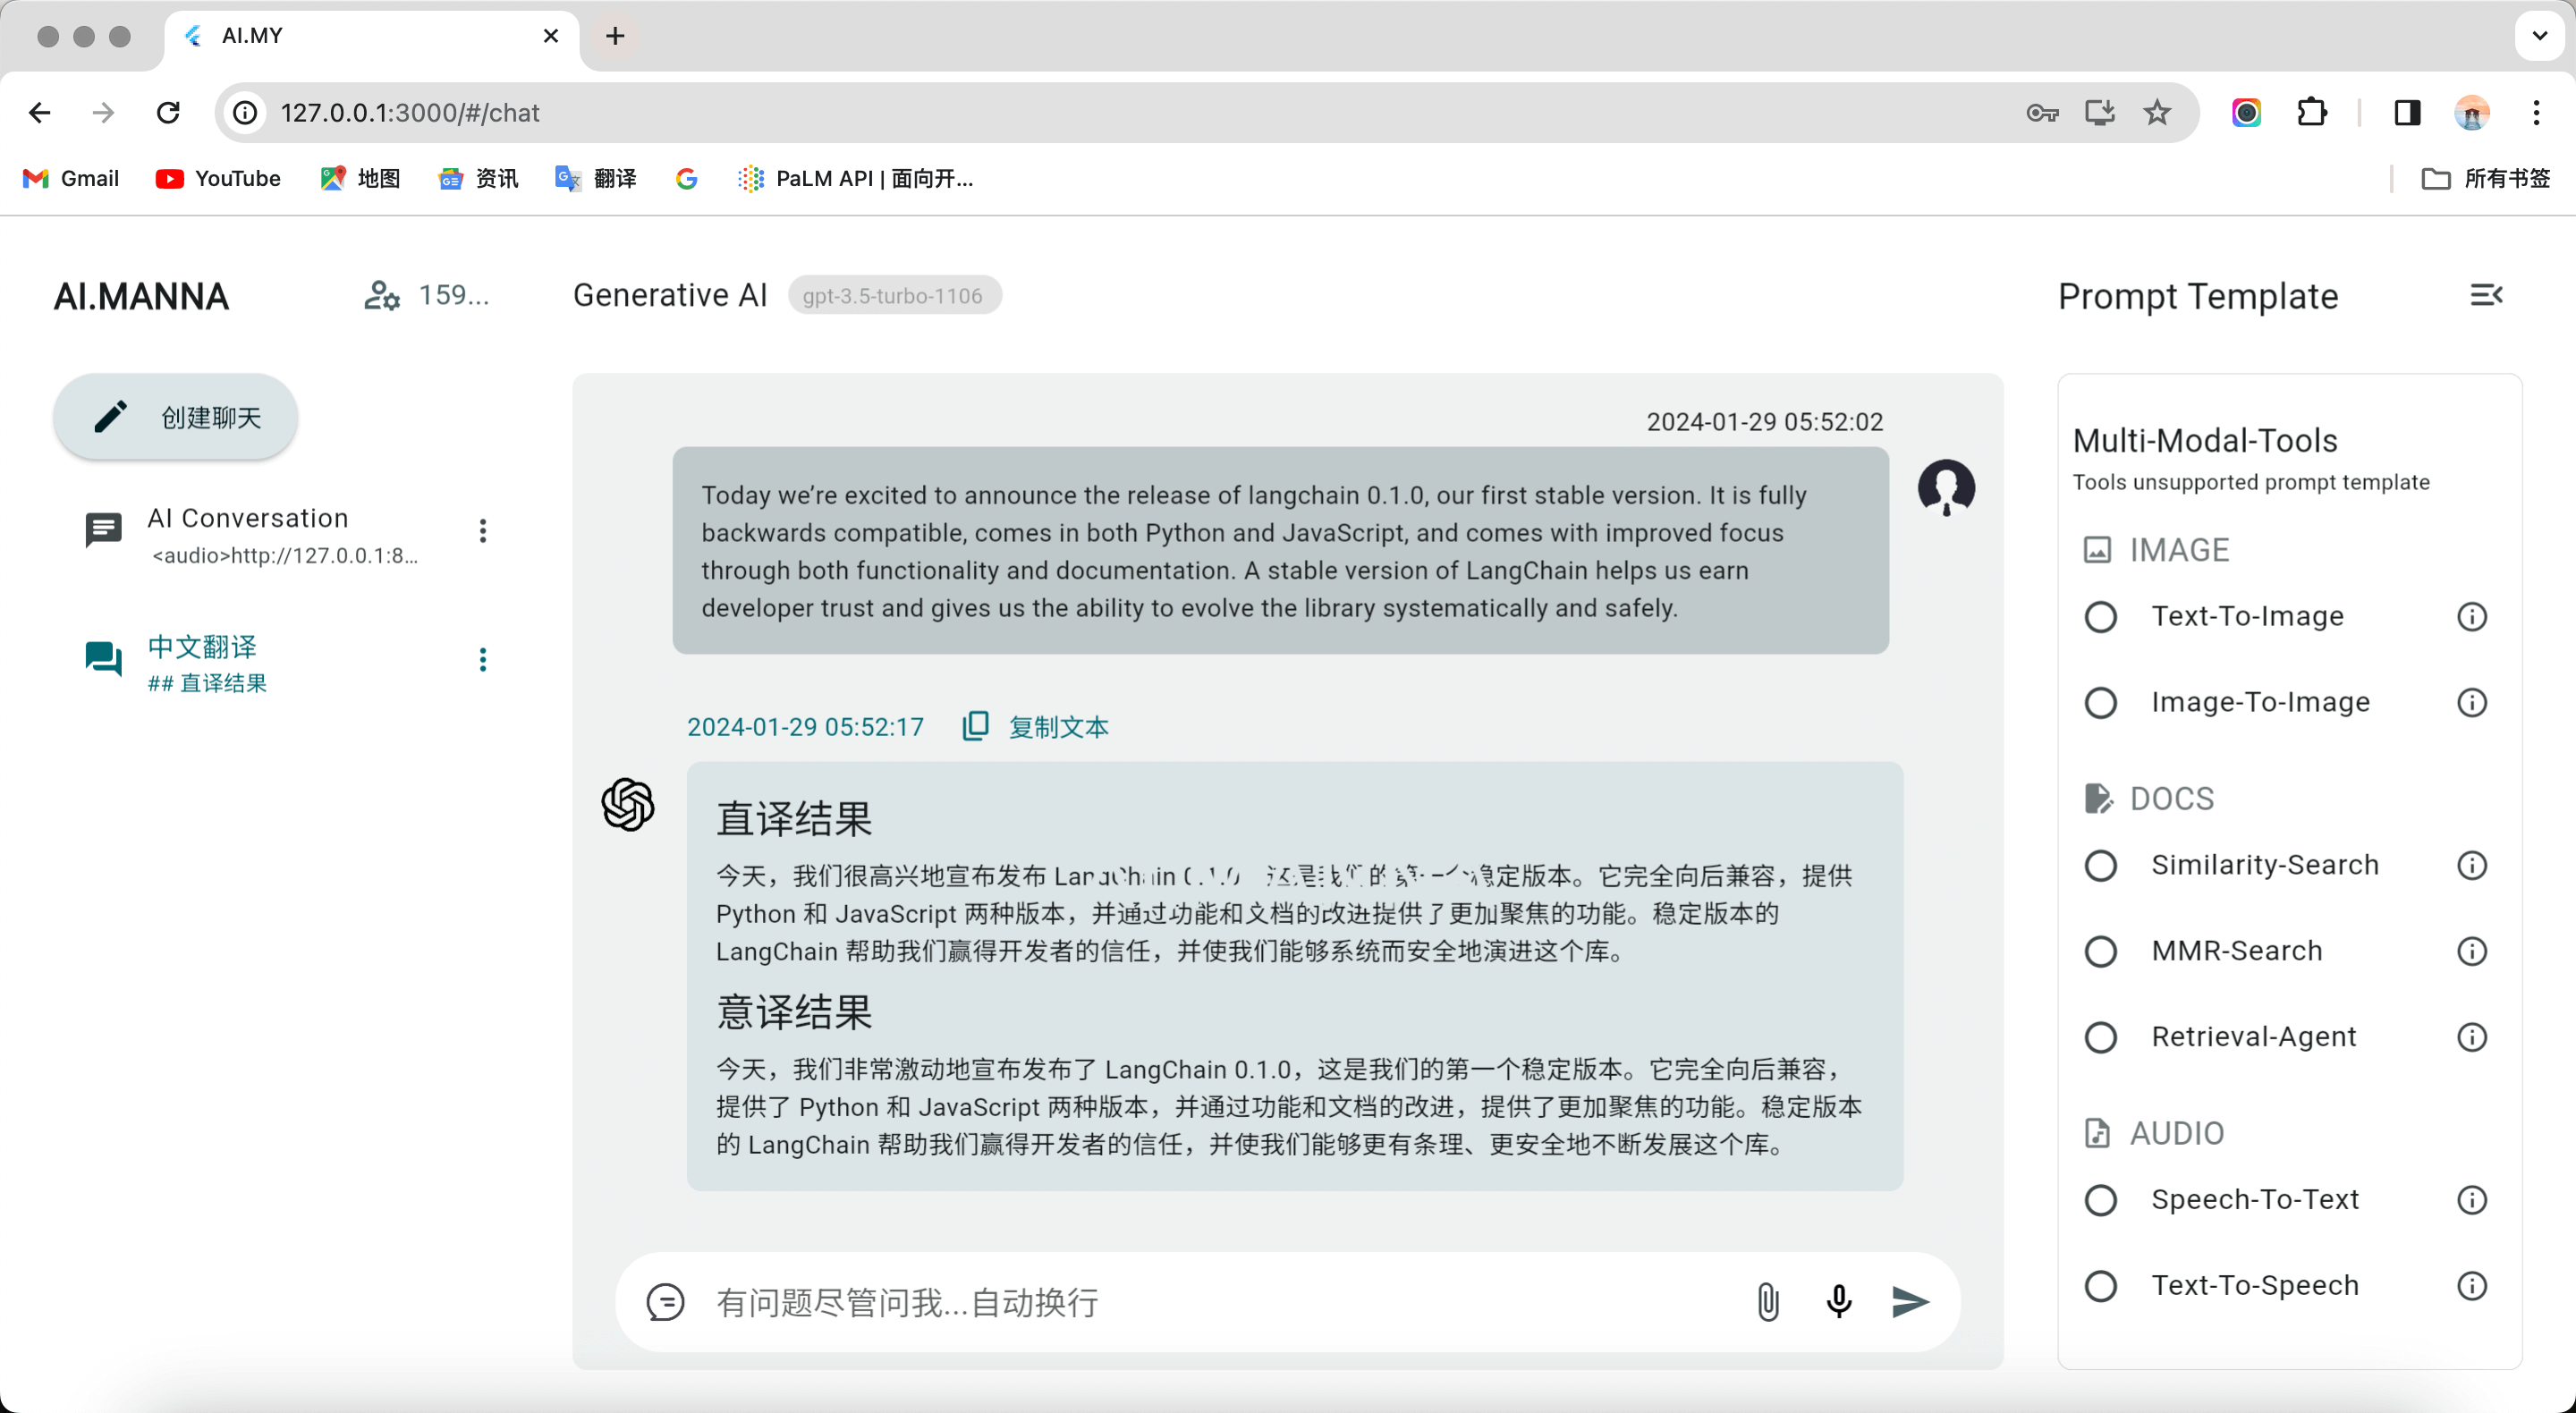 AI.MY
127.0.0.1:3000/#/chat
Gmail
YouTube
地图
资讯
翻译
PaLM API | 面向开...
所有书签
AI.MANNA
159...
Generative AI
gpt-3.5-turbo-1106
Prompt Template
创建聊天
AI Conversation
<audio>http://127.0.0.1:8...
中文翻译
## 直译结果
2024-01-29 05:52:02
Today we’re excited to announce the release of langchain 0.1.0, our first stable version. It is fully
backwards compatible, comes in both Python and JavaScript, and comes with improved focus
through both functionality and documentation. A stable version of LangChain helps us earn
developer trust and gives us the ability to evolve the library systematically and safely.
2024-01-29 05:52:17
复制文本
直译结果
今天，我们很高兴地宣布发布 LangChain 0.1.0 这是我们的第一个稳定版本。它完全向后兼容，提供
Python 和 JavaScript 两种版本，并通过功能和文档的改进提供了更加聚焦的功能。稳定版本的
LangChain 帮助我们赢得开发者的信任，并使我们能够系统而安全地演进这个库。
意译结果
今天，我们非常激动地宣布发布了 LangChain 0.1.0，这是我们的第一个稳定版本。它完全向后兼容，
提供了 Python 和 JavaScript 两种版本，并通过功能和文档的改进，提供了更加聚焦的功能。稳定版本
的 LangChain 帮助我们赢得开发者的信任，并使我们能够更有条理、更安全地不断发展这个库。
有问题尽管问我...自动换行
Multi-Modal-Tools
Tools unsupported prompt template
IMAGE
Text-To-Image
Image-To-Image
DOCS
Similarity-Search
MMR-Search
Retrieval-Agent
AUDIO
Speech-To-Text
Text-To-Speech